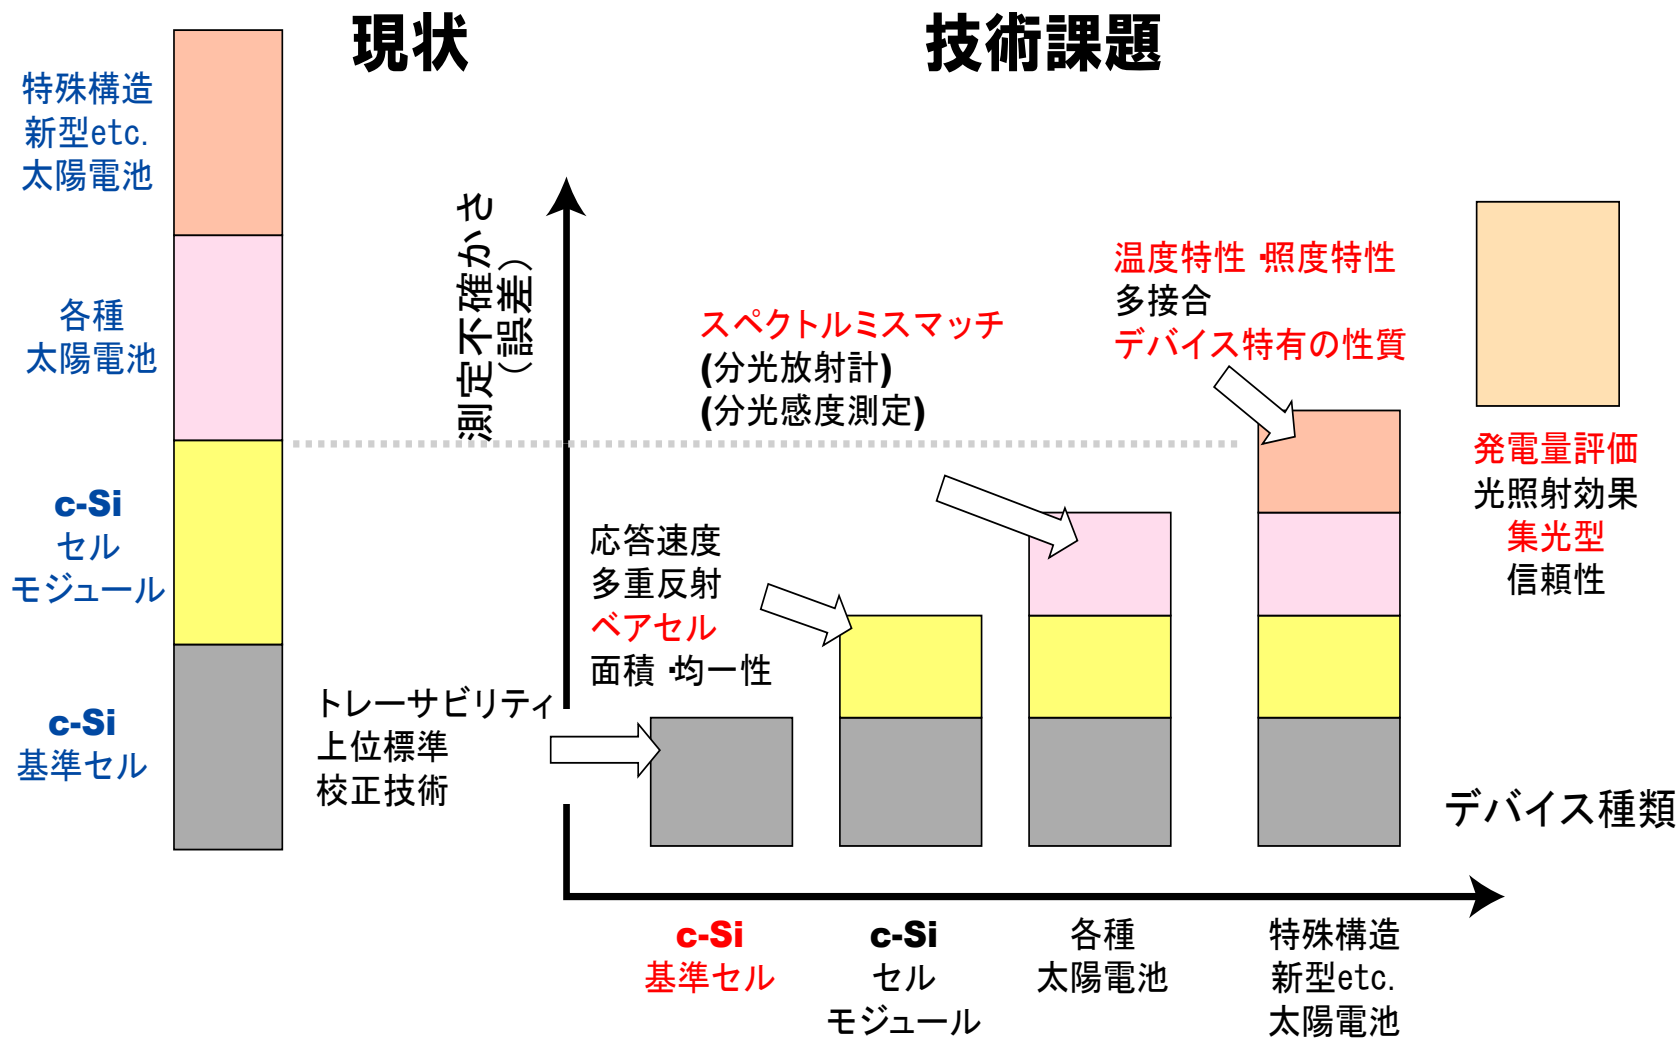 現状
技術課題
特殊構造
新型etc.
太陽電池
各種
太陽電池
c-Si
セル
モジュール
c-Si
基準セル
測定不確かさ
（誤差）
トレーサビリティ
上位標準
校正技術
応答速度
多重反射
ベアセル
面積・均一性
スペクトルミスマッチ
(分光放射計)
(分光感度測定)
温度特性・照度特性
多接合
デバイス特有の性質
発電量評価
光照射効果
集光型
信頼性
デバイス種類
c-Si
基準セル
c-Si
セル
モジュール
各種
太陽電池
特殊構造
新型etc.
太陽電池